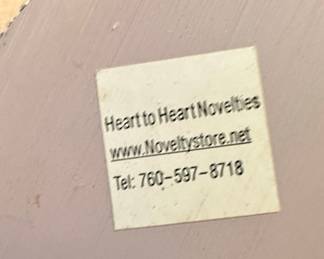 Heart to Heart Novelties
www.Noveltystore.net
Tel: 760-597-8718